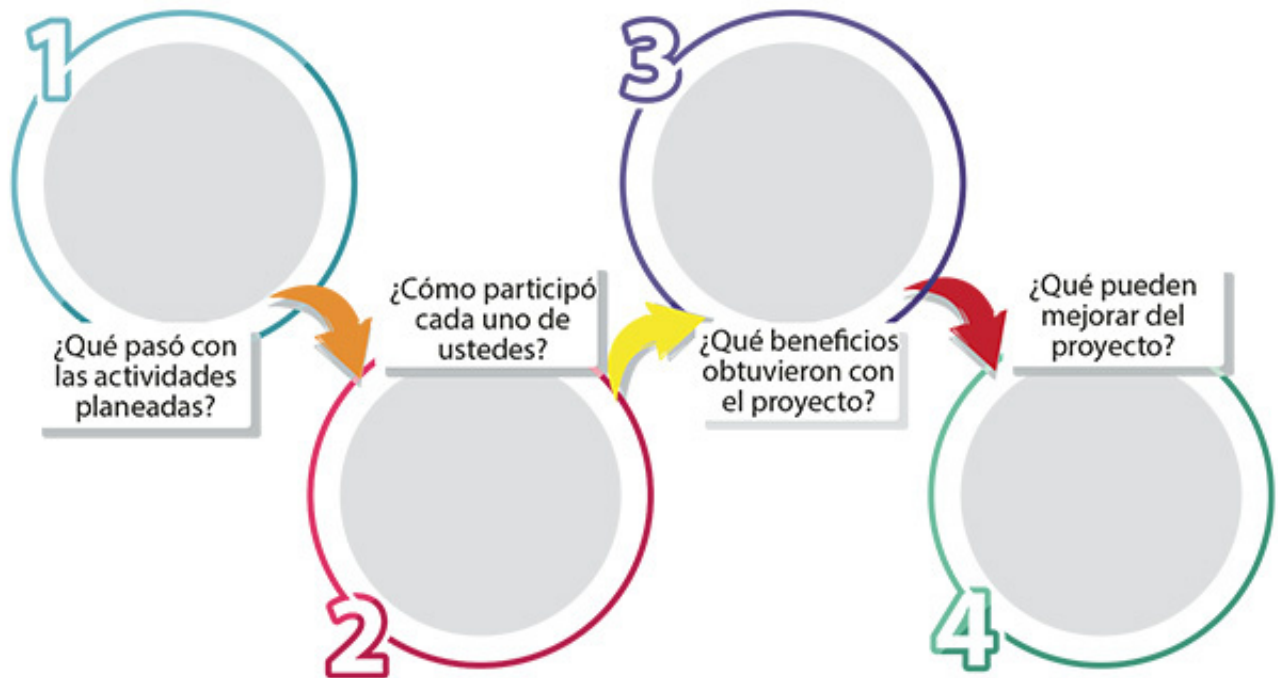 1
¿Qué pasó con
las actividades
planeadas?
2
¿Cómo participó
cada uno de
ustedes?
3
¿Qué beneficios
obtuvieron con
el proyecto?
4
¿Qué pueden
mejorar del
proyecto?